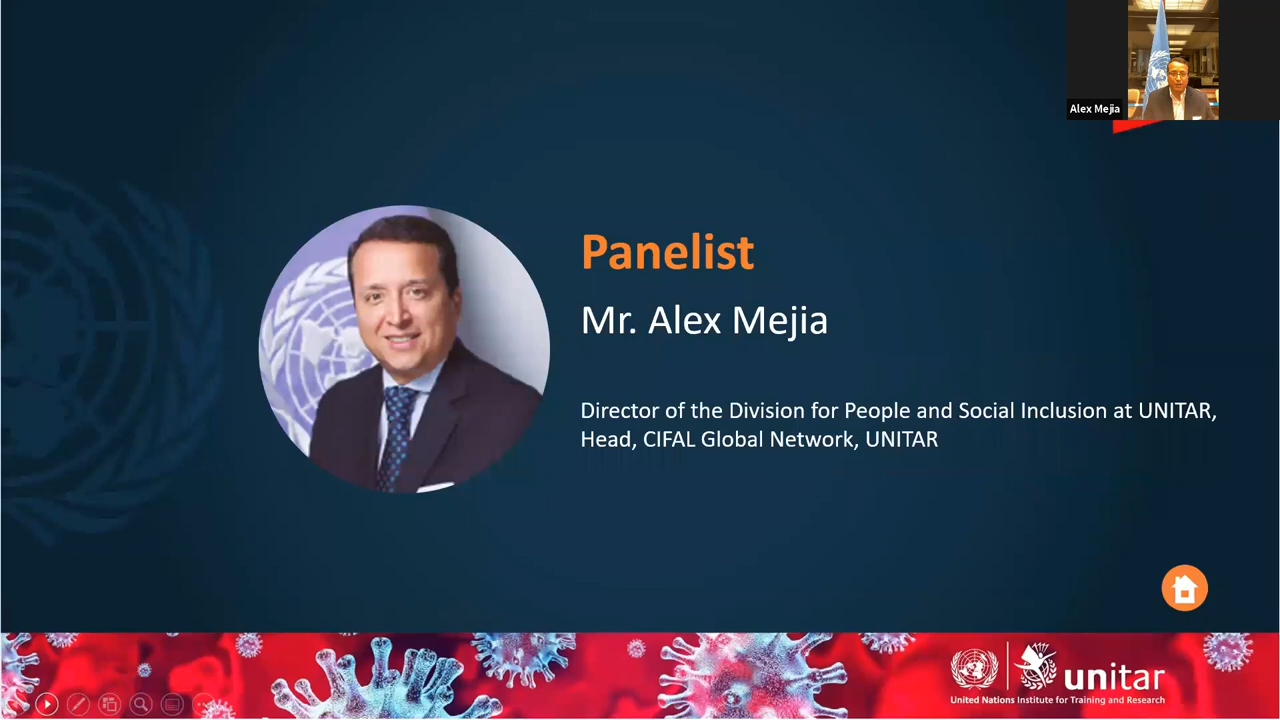 Alex Mejia
Panelist
Mr. Alex Mejia
Director of the Division for People and Social Inclusion at UNITAR,
Head, CIFAL Global Network, UNITAR
unitar
United Nations Institute for Training and Research